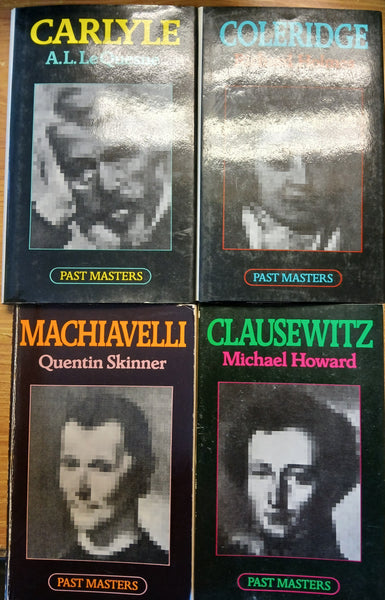 CARLYLE
A.L. Le Quesne
PAST MASTERS
COLERIDGE
PAST MASTERS
MACHIAVELLI
Quentin Skinner
PAST MASTERS
CLAUSEWITZ
Michael Howard
PAST MASTERS